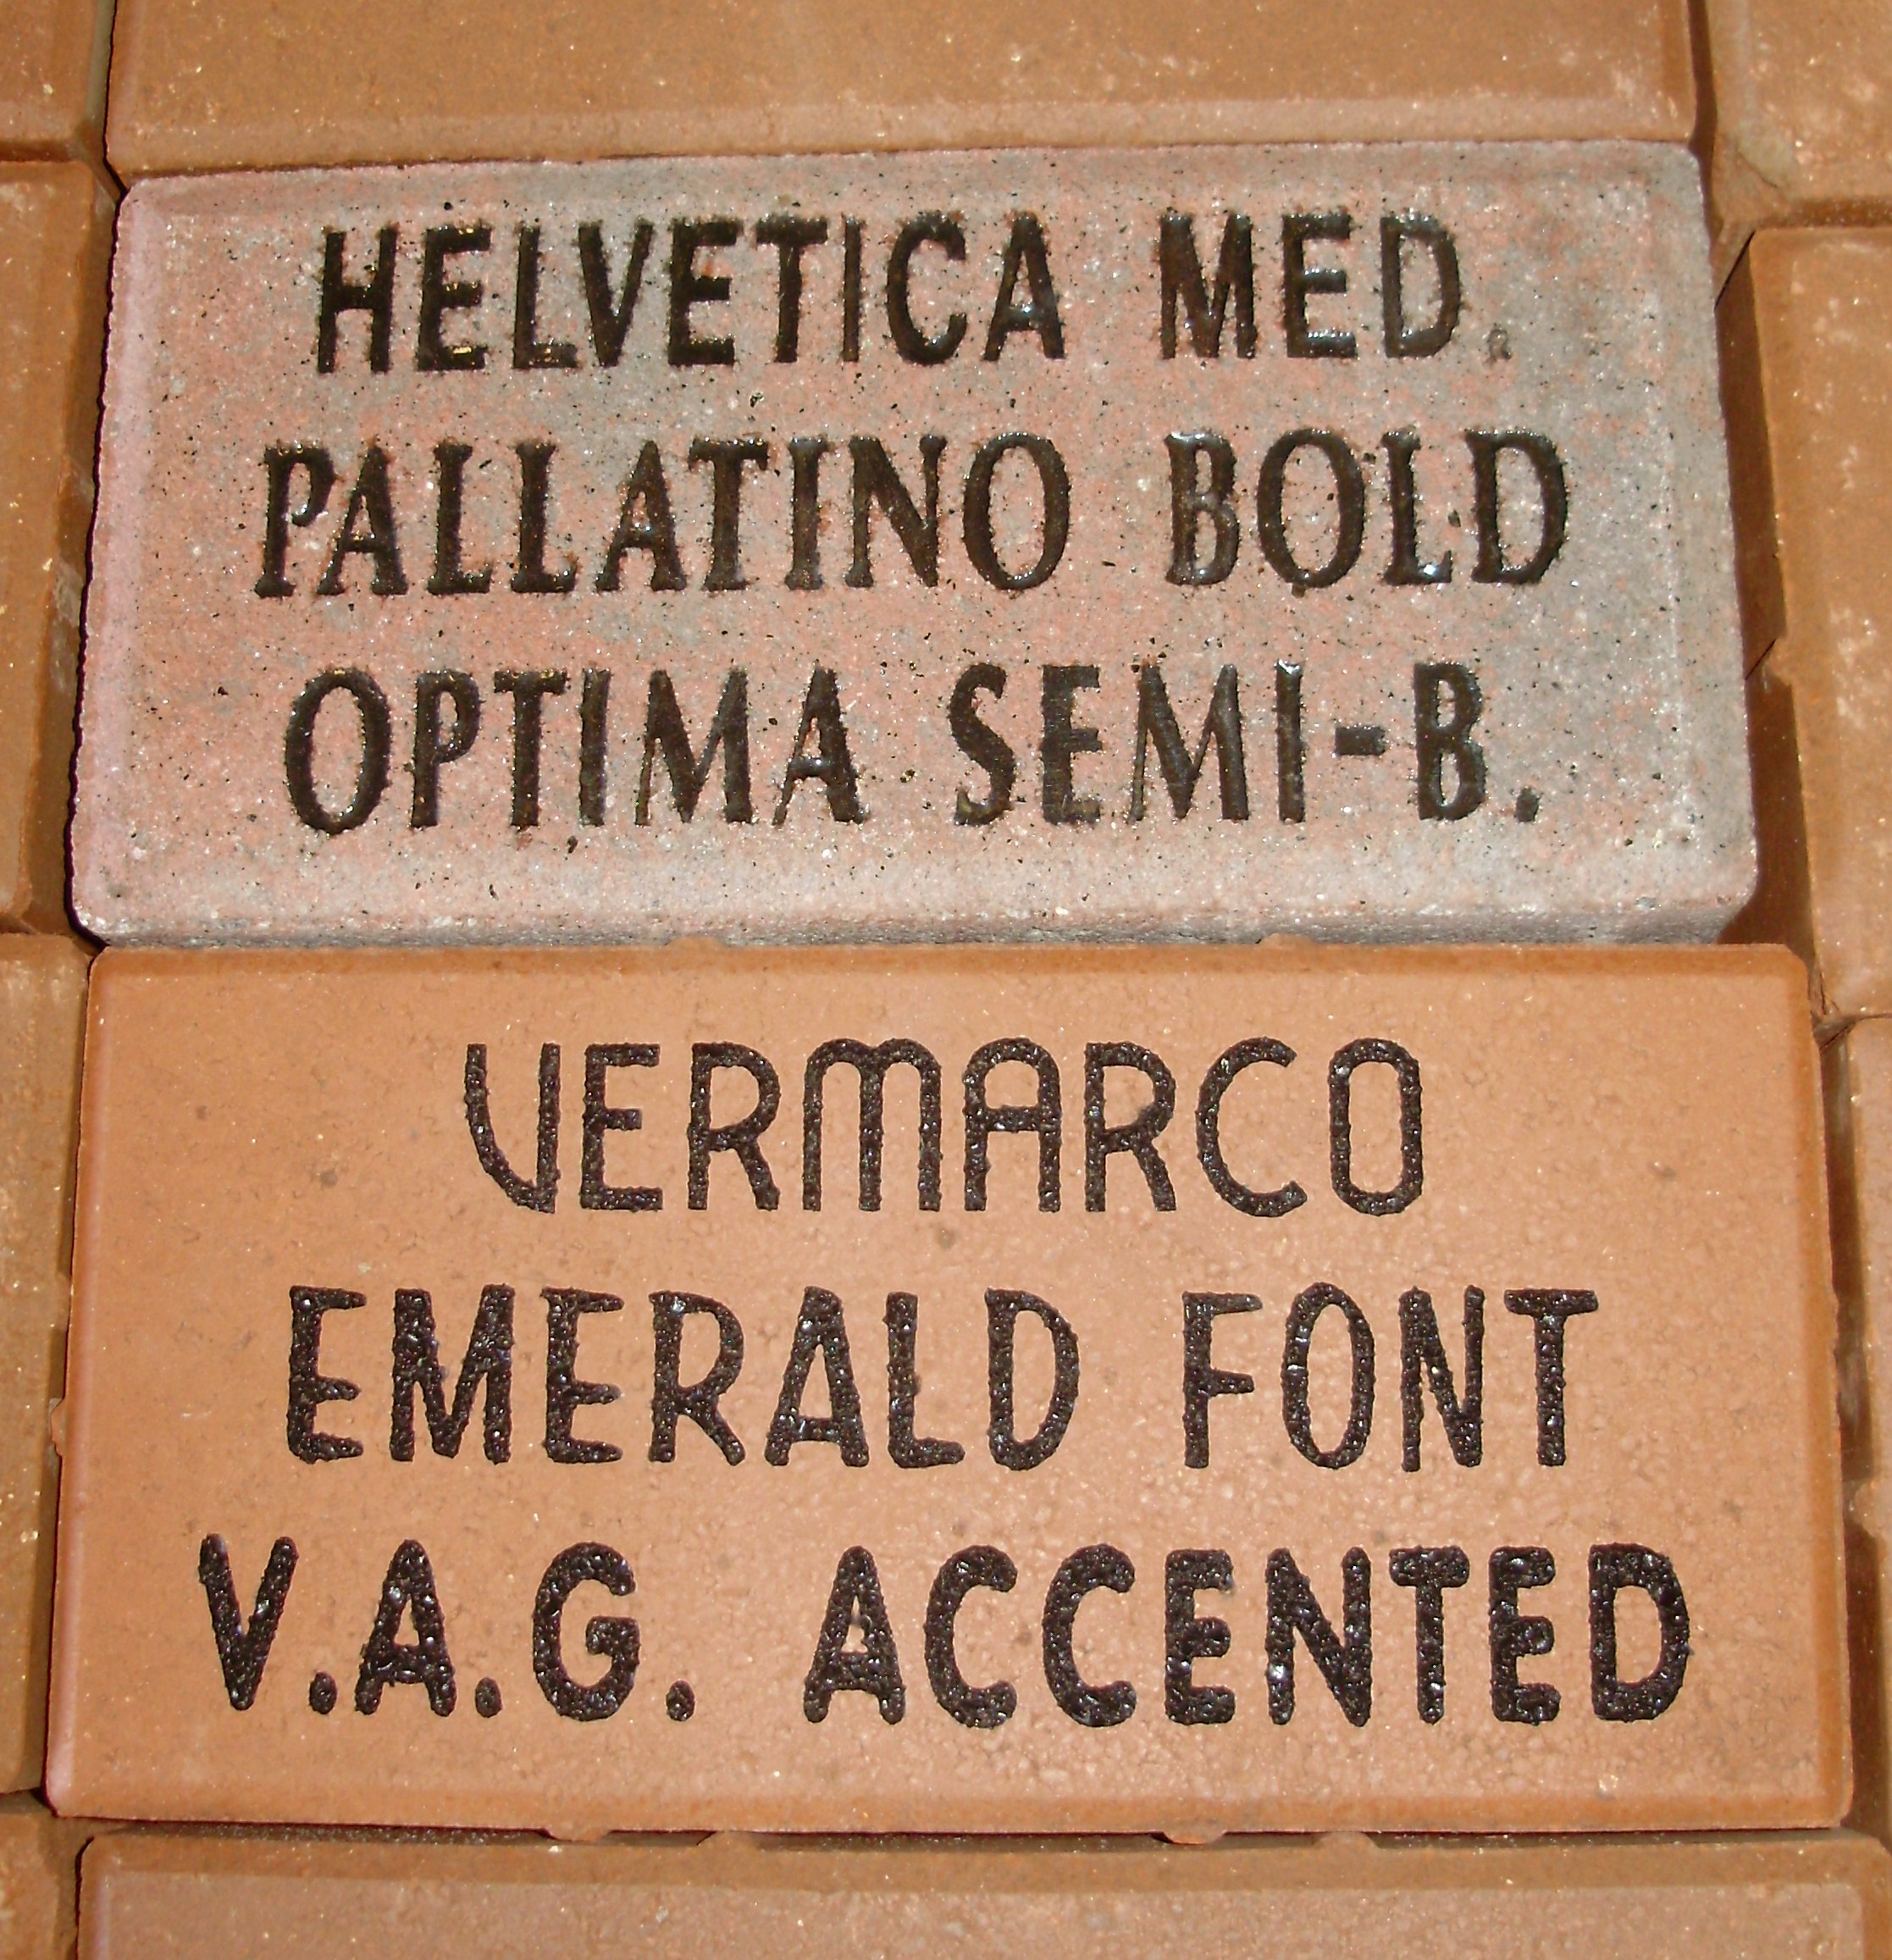 HELVETICA MED.
PALLATINO BOLD
OPTIMA SEMI-B.
VERMARCO
EMERALD FONT
V.A.G. ACCENTED